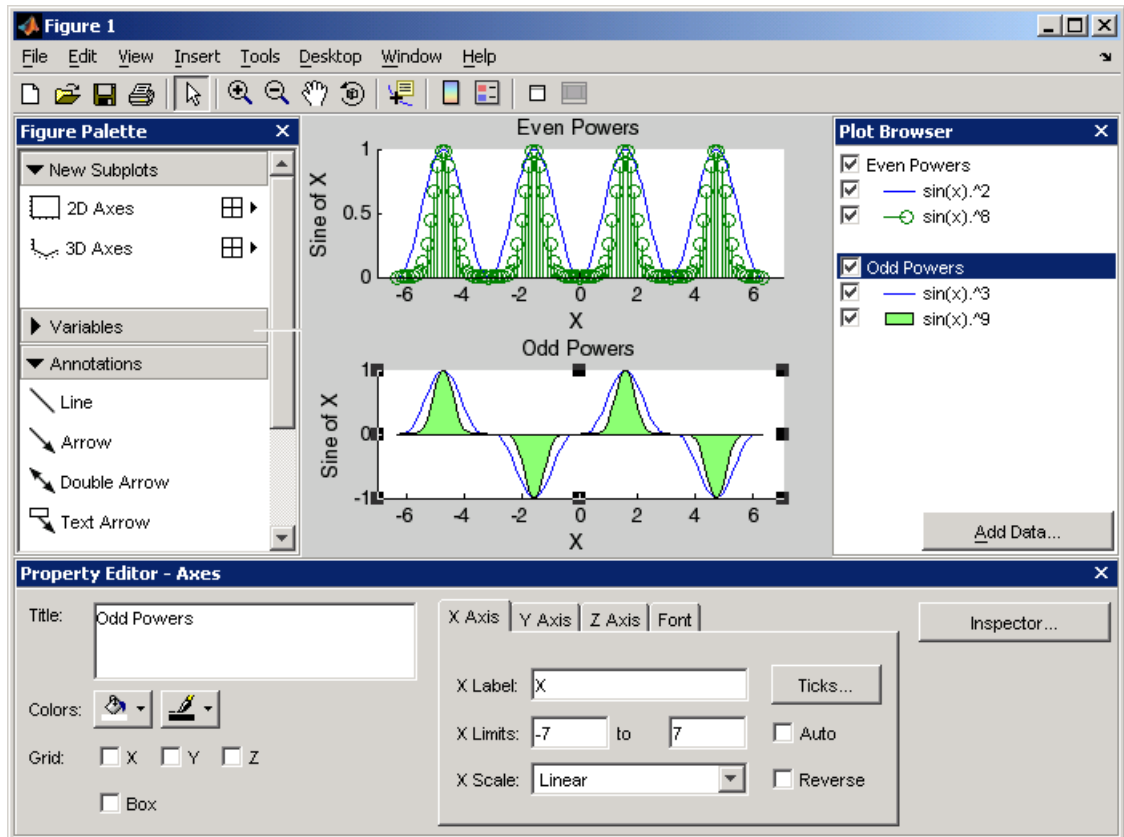 Figure 1
File Edit View Insert Tools Desktop Window Help
Figure Palette
New Subplots
2D Axes
3D Axes
Variables
Annotations
Line
Arrow
Double Arrow
Text Arrow
Even Powers
1
0.5
0
Sine of X
-6 -4 -2 0 2 4 6
X
Odd Powers
1
0
-1
Sine of X
-6 -4 -2 0 2 4 6
X
Plot Browser
Even Powers
sin(x).^2
sin(x).^8
Odd Powers
sin(x).^3
sin(x).^9
Add Data...
Property Editor - Axes
Title: Odd Powers
Colors:
Grid: X Y Z
Box
X Axis Y Axis Z Axis Font
X Label: X Ticks...
X Limits: -7 to 7 Auto
X Scale: Linear Reverse
Inspector...